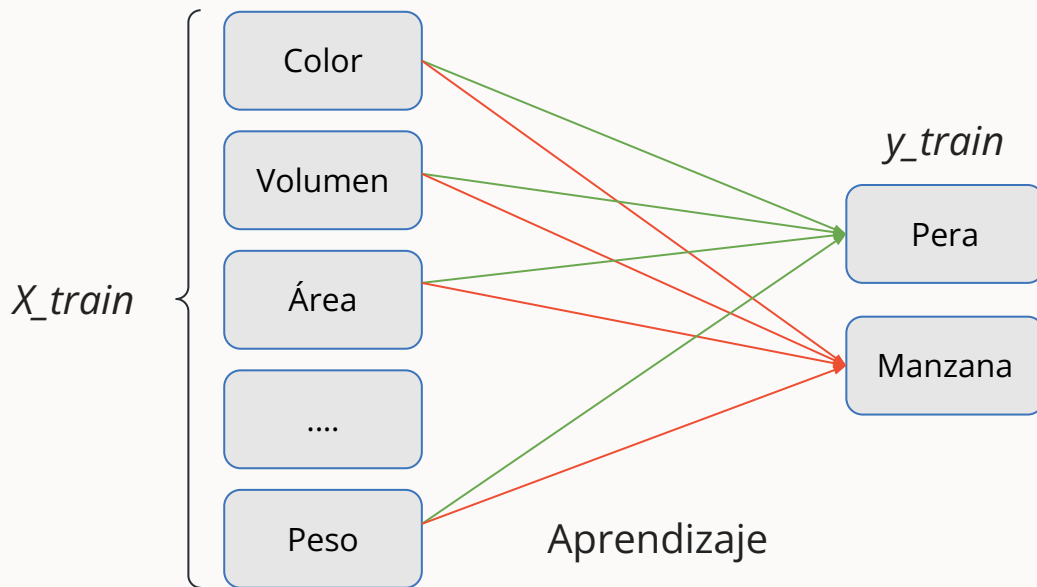 Color
Volumen
Área
....
Peso
X_train
y_train
Pera
Manzana
Aprendizaje